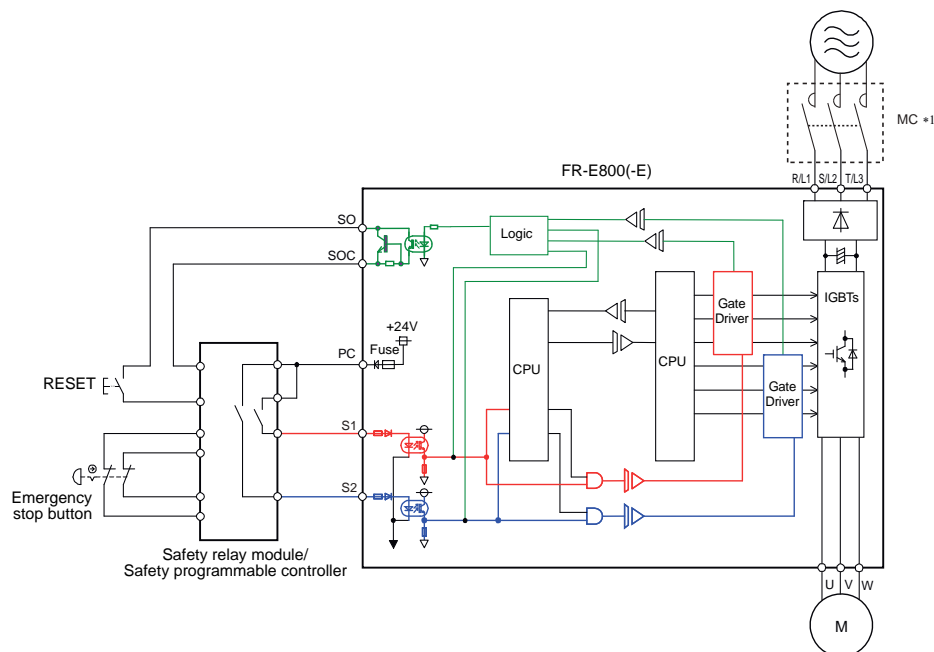 MC *1
R/L1 S/L2 T/L3
FR-E800(-E)
SO
Logic
SOC
Gate
Driver
IGBTs
+24V
PC
Fuse
CPU
CPU
Gate
Driver
RESET
S1
S2
Emergency
stop button
Safety relay module/
Safety programmable controller
U V W
M